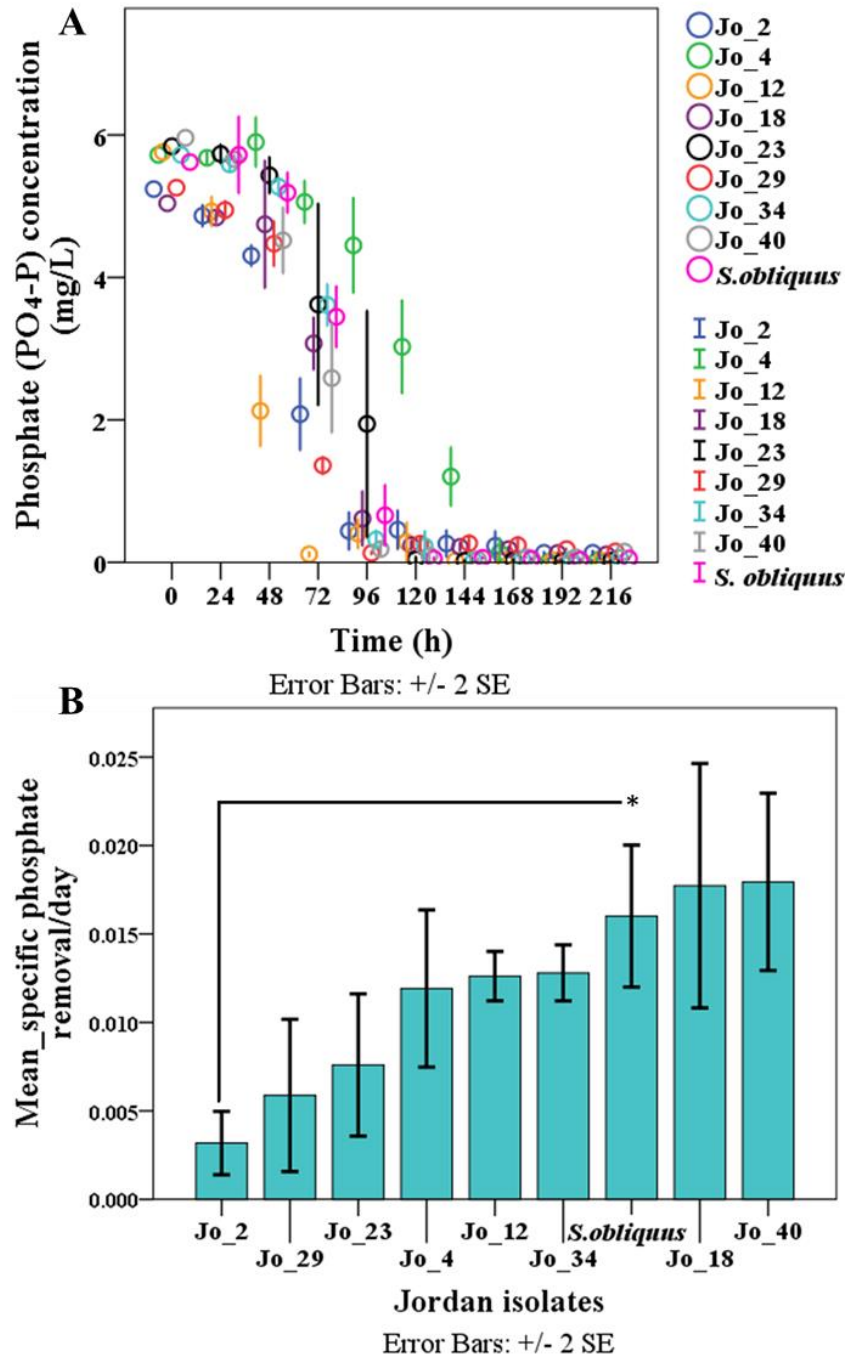 A
Phosphate (PO4-P) concentration
(mg/L)
6
4
2
0
0 24 48 72 96 120 144 168 192 216
Time (h)
Error Bars: +/- 2 SE
Jo_2
Jo_4
Jo_12
Jo_18
Jo_23
Jo_29
Jo_34
Jo_40
S.obliquus
Jo_2
Jo_4
Jo_12
Jo_18
Jo_23
Jo_29
Jo_34
Jo_40
S. obliquus
B
Mean_specific phosphate
removal/day
0.025
0.020
0.015
0.010
0.005
0.000
*
Jo_2 Jo_23 Jo_12 S.obliquus Jo_40
Jo_29 Jo_4 Jo_34 Jo_18
Jordan isolates
Error Bars: +/- 2 SE